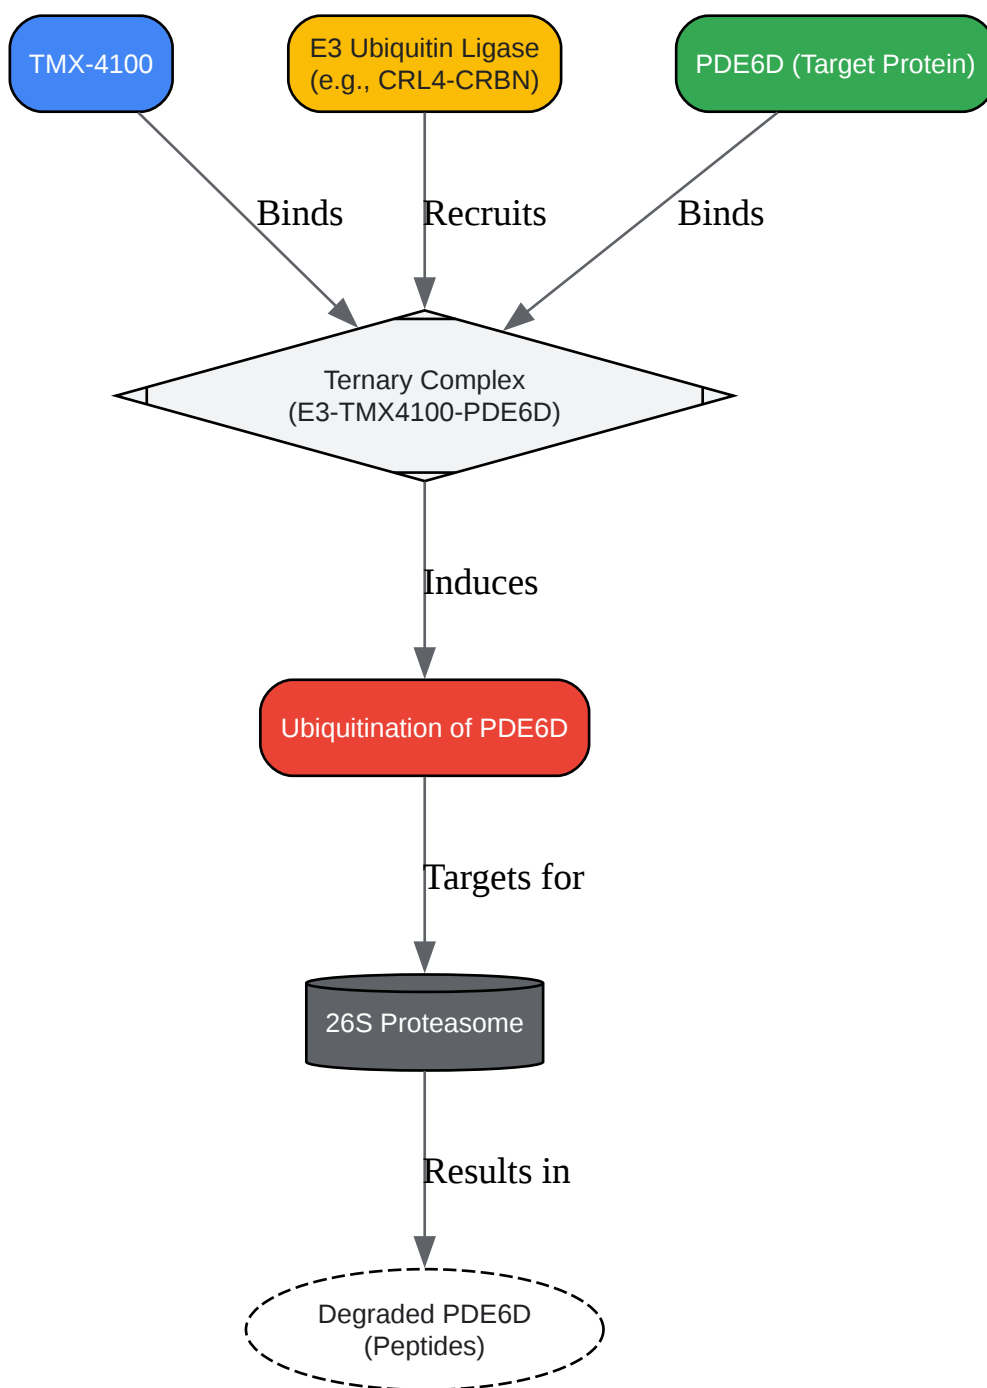 TMX-4100
E3 Ubiquitin Ligase
(e.g., CRL4-CRBN)
PDE6D (Target Protein)
Binds
Recruits
Binds
Ternary Complex
(E3-TMX4100-PDE6D)
Induces
Ubiquitination of PDE6D
Targets for
26S Proteasome
Results in
Degraded PDE6D
(Peptides)